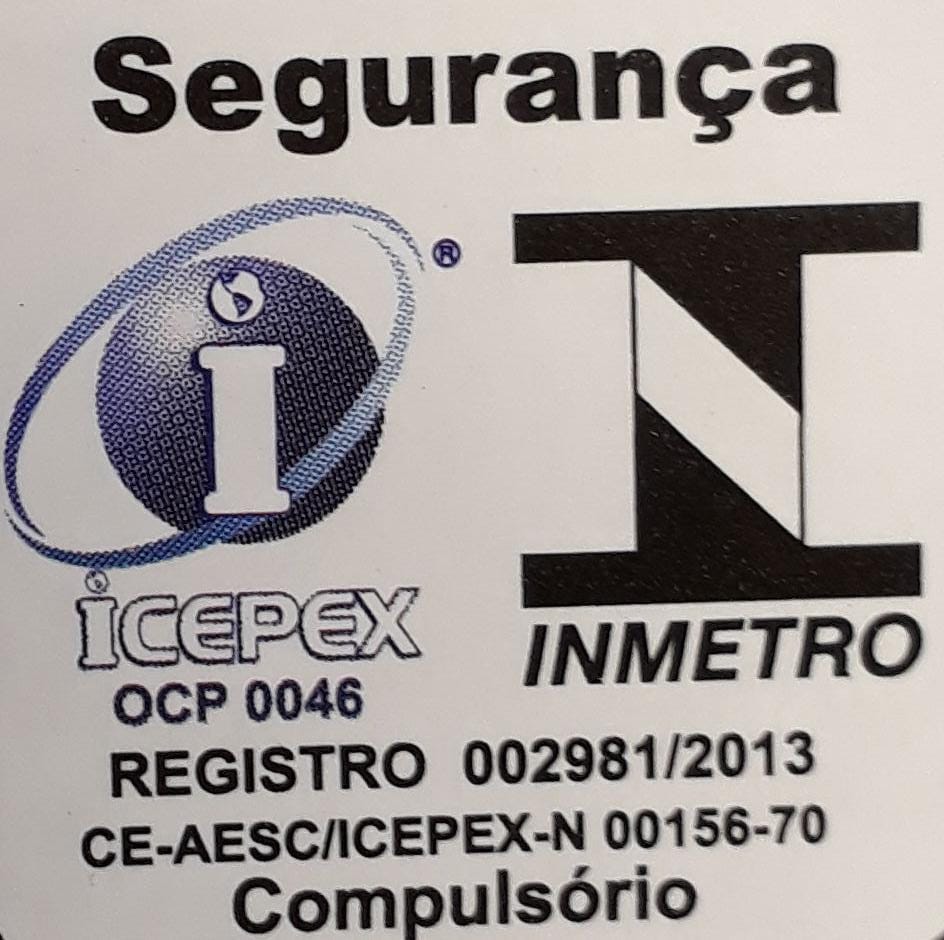 Segurança
®
ICEPEX
OCP 0046
INMETRO
REGISTRO 002981/2013
CE-AESC/ICEPEX-N 00156-70
Compulsório